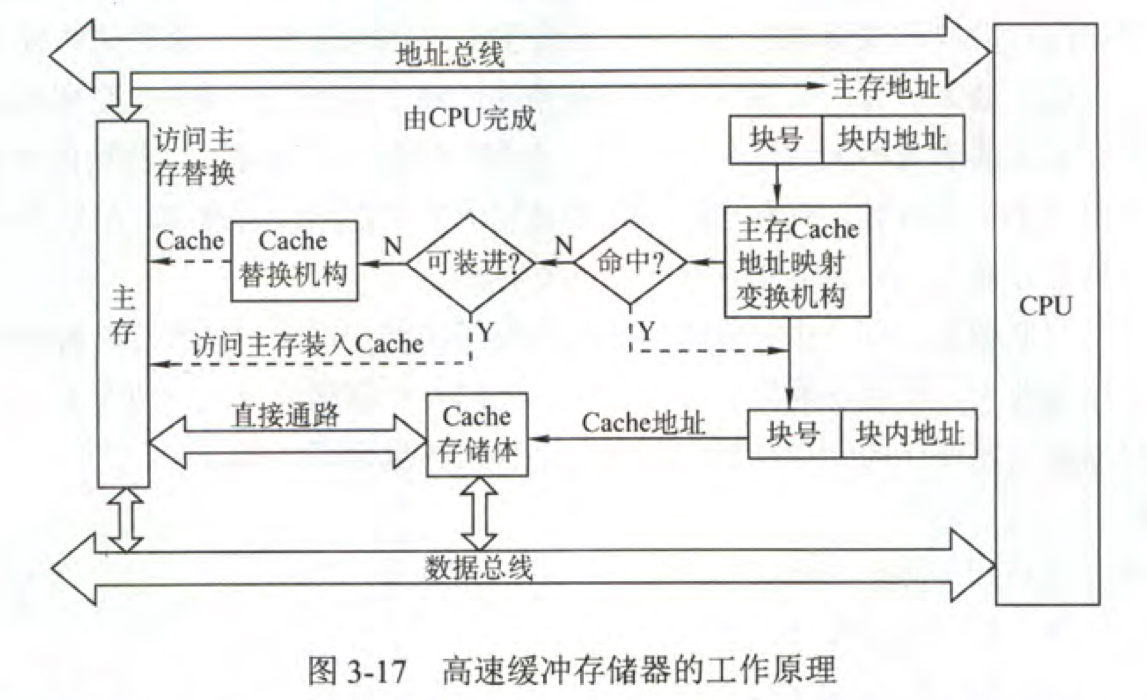 地址总线
主存地址
由CPU完成
访问主
存替换
块号 块内地址
Cache
Cache
替换机构
N
可装进?
N
命中?
主存Cache
地址映射
变换机构
主
存
CPU
Y
Y
访问主存装入Cache
直接通路
Cache
存储体
Cache地址
块号 块内地址
数据总线
图 3-17 高速缓冲存储器的工作原理